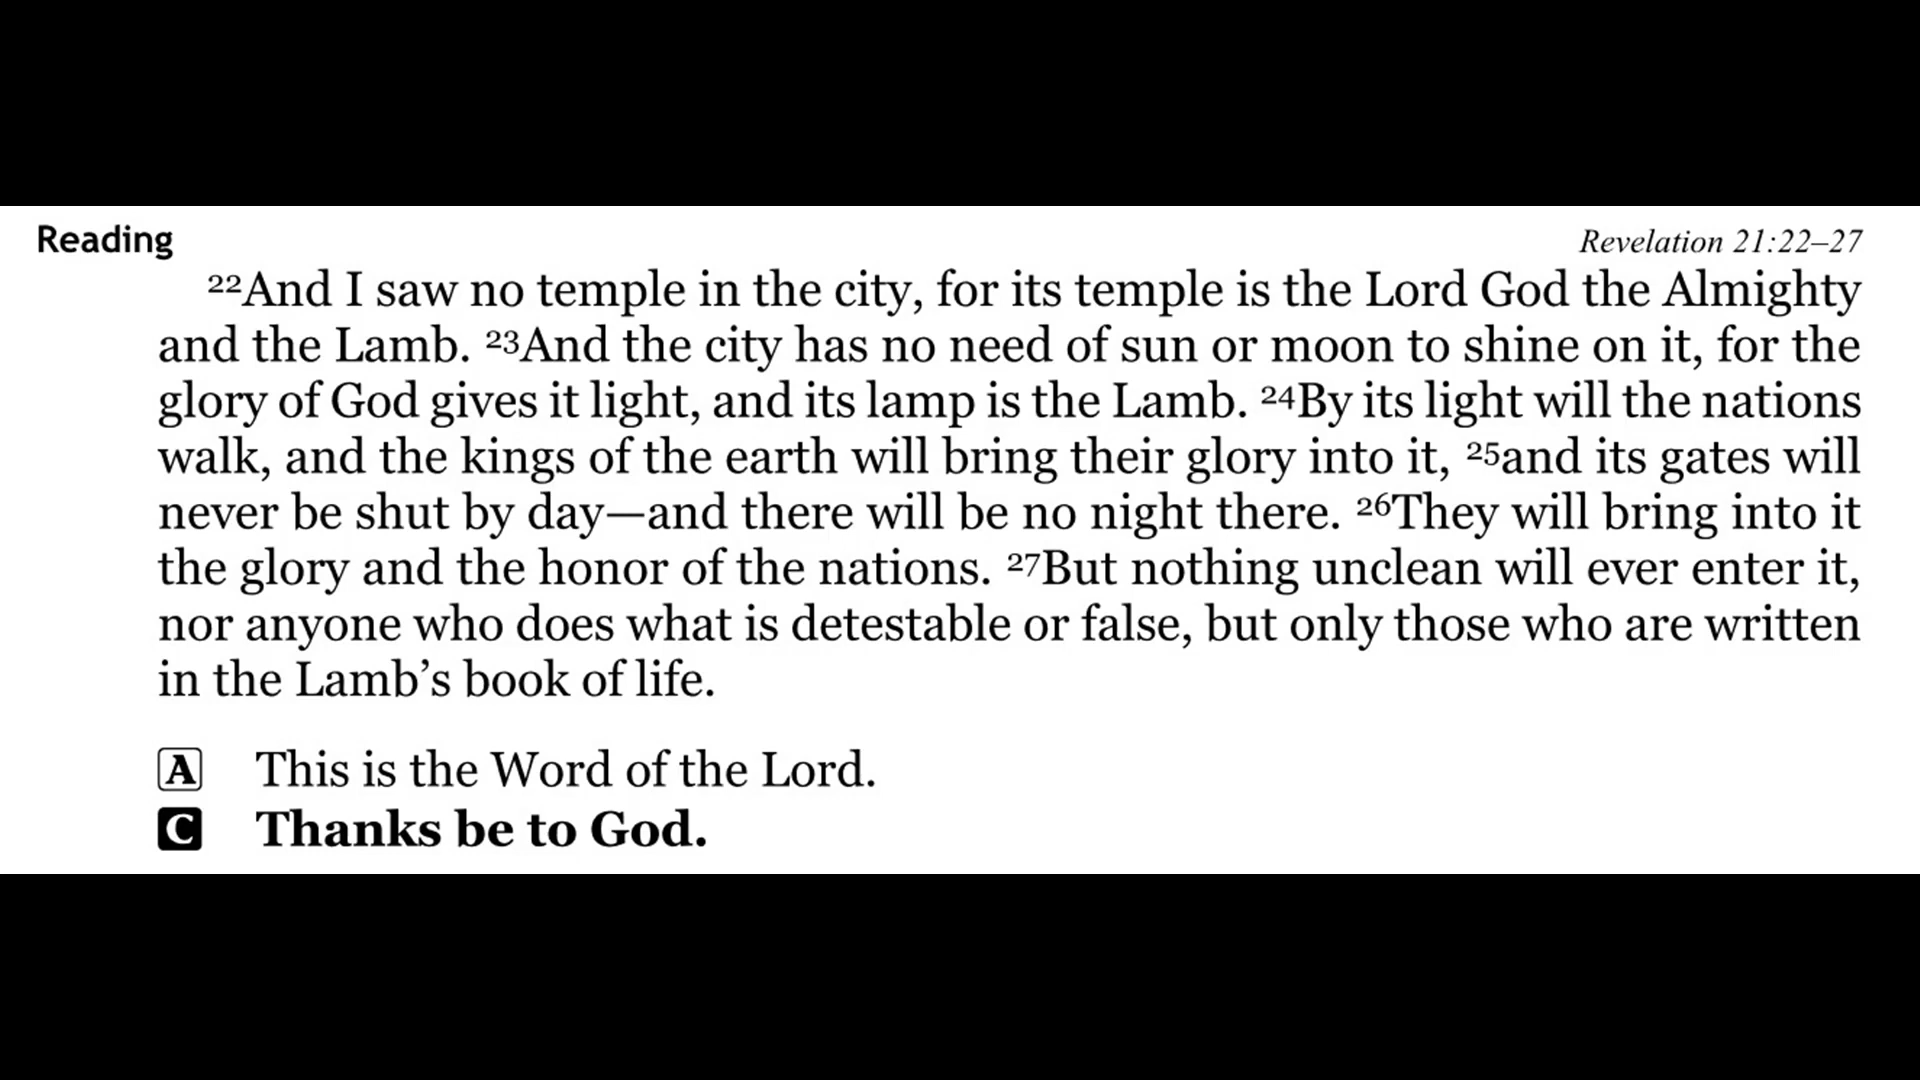 Reading
Revelation 21:22–27
22And I saw no temple in the city, for its temple is the Lord God the Almighty
and the Lamb. 23And the city has no need of sun or moon to shine on it, for the
glory of God gives it light, and its lamp is the Lamb. 24By its light will the nations
walk, and the kings of the earth will bring their glory into it, 25and its gates will
never be shut by day—and there will be no night there. 26They will bring into it
the glory and the honor of the nations. 27But nothing unclean will ever enter it,
nor anyone who does what is detestable or false, but only those who are written
in the Lamb’s book of life.
A This is the Word of the Lord.
C Thanks be to God.